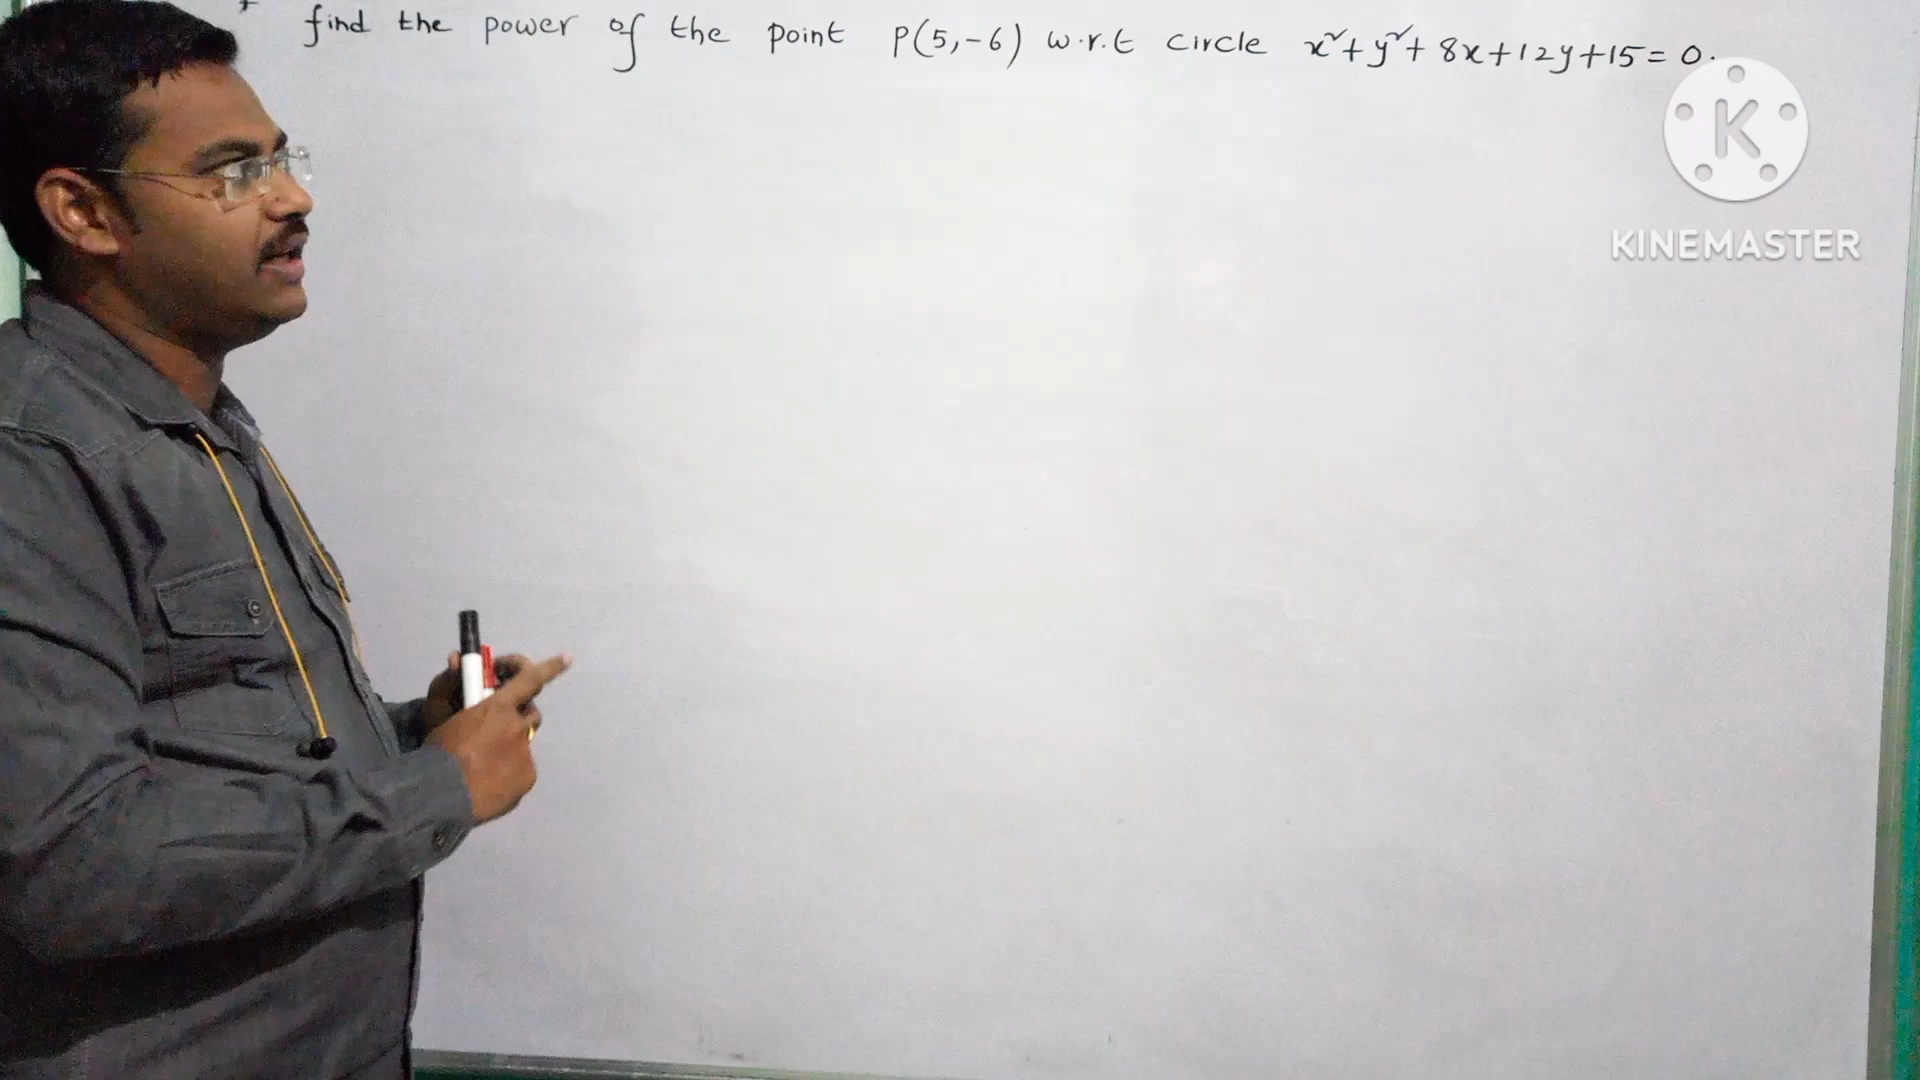 find the power of the point P(5,-6) w.r.t circle x²+y²+8x+12y+15=0.
K
KINEMASTER